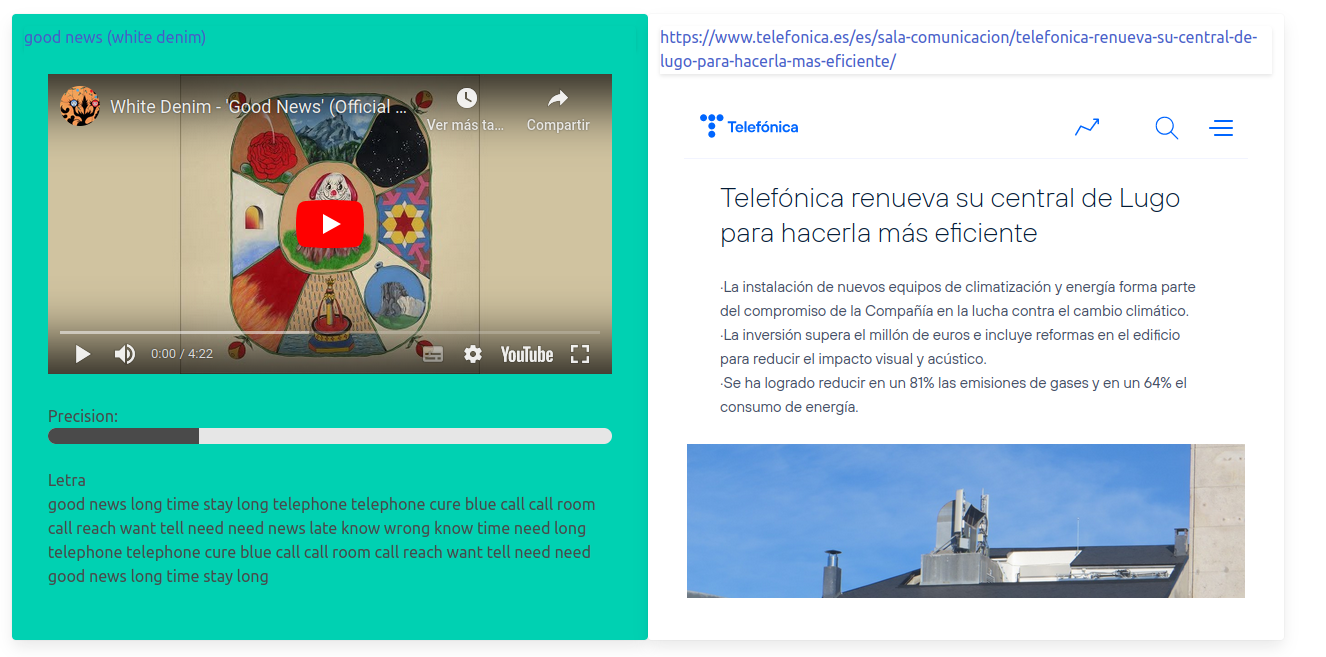 good news (white denim)
White Denim - 'Good News' (Official ...
Ver más ta...
Compartir
0:00 / 4:22
YouTube
Precision:
Letra
good news long time stay long telephone telephone cure blue call call room
call reach want tell need need news late know wrong know time need long
telephone telephone cure blue call call room call reach want tell need need
good news long time stay long
https://www.telefonica.es/es/sala-comunicacion/telefonica-renueva-su-central-de-
lugo-para-hacerla-mas-eficiente/
Telefónica
Telefónica renueva su central de Lugo
para hacerla más eficiente
·La instalación de nuevos equipos de climatización y energía forma parte
del compromiso de la Compañía en la lucha contra el cambio climático.
·La inversión supera el millón de euros e incluye reformas en el edificio
para reducir el impacto visual y acústico.
·Se ha logrado reducir en un 81% las emisiones de gases y en un 64% el
consumo de energía.